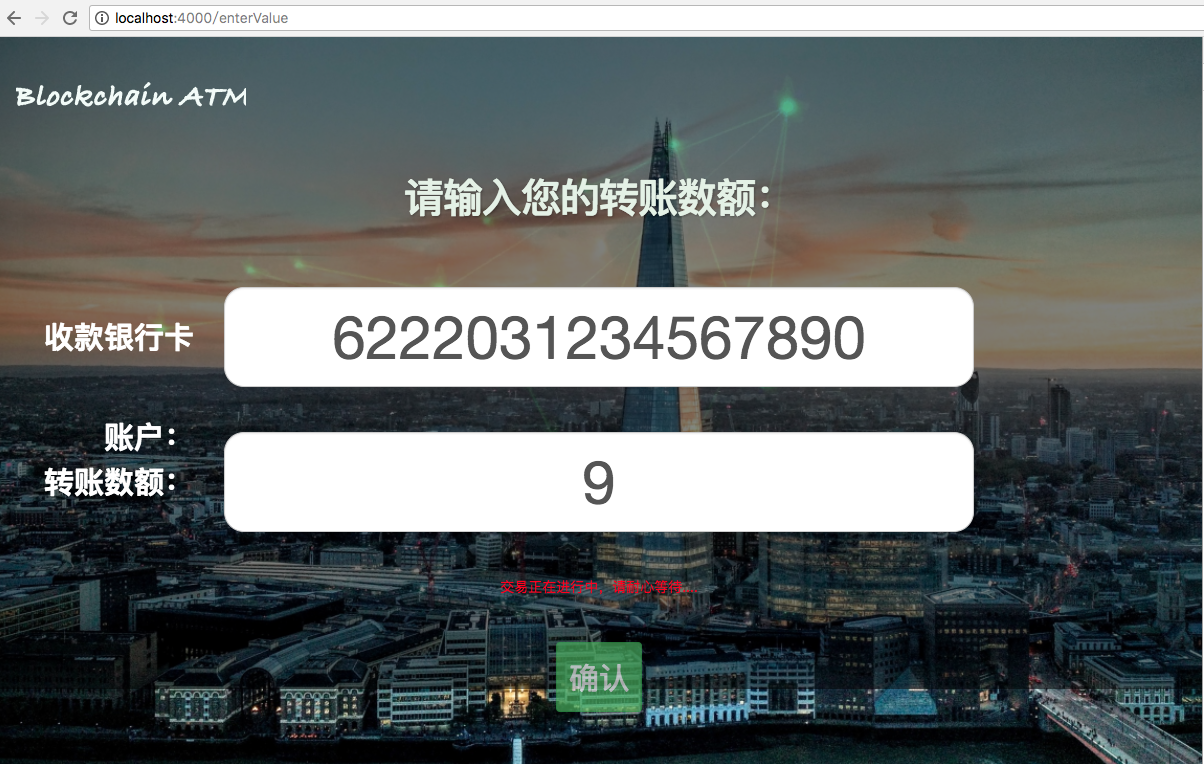 localhost:4000/enterValue
Blockchain ATM
请输入您的转账数额：
收款银行卡
6222031234567890
账户：
转账数额：
9
交易正在进行中，请耐心等待....
确认